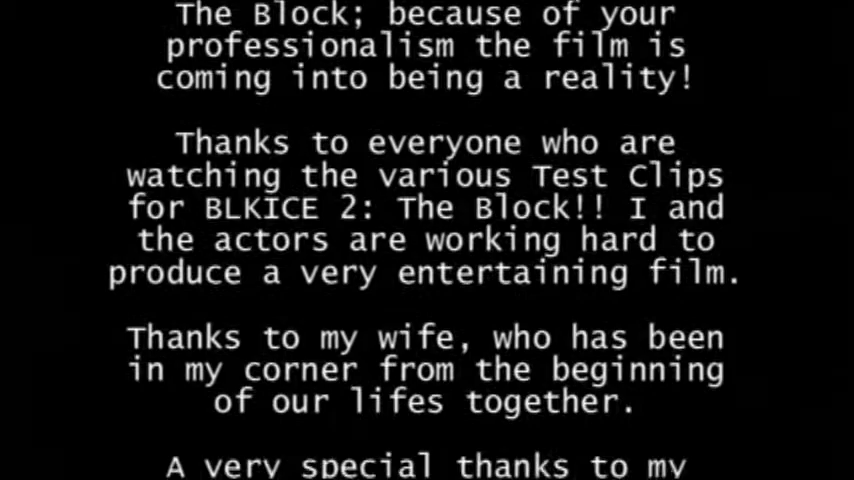 The Block; because of your
professionalism the film is
coming into being a reality!
Thanks to everyone who are
watching the various Test Clips
for BLKICE 2: The Block!! I and
the actors are working hard to
produce a very entertaining film.
Thanks to my wife, who has been
in my corner from the beginning
of our lifes together.
A very special thanks to my